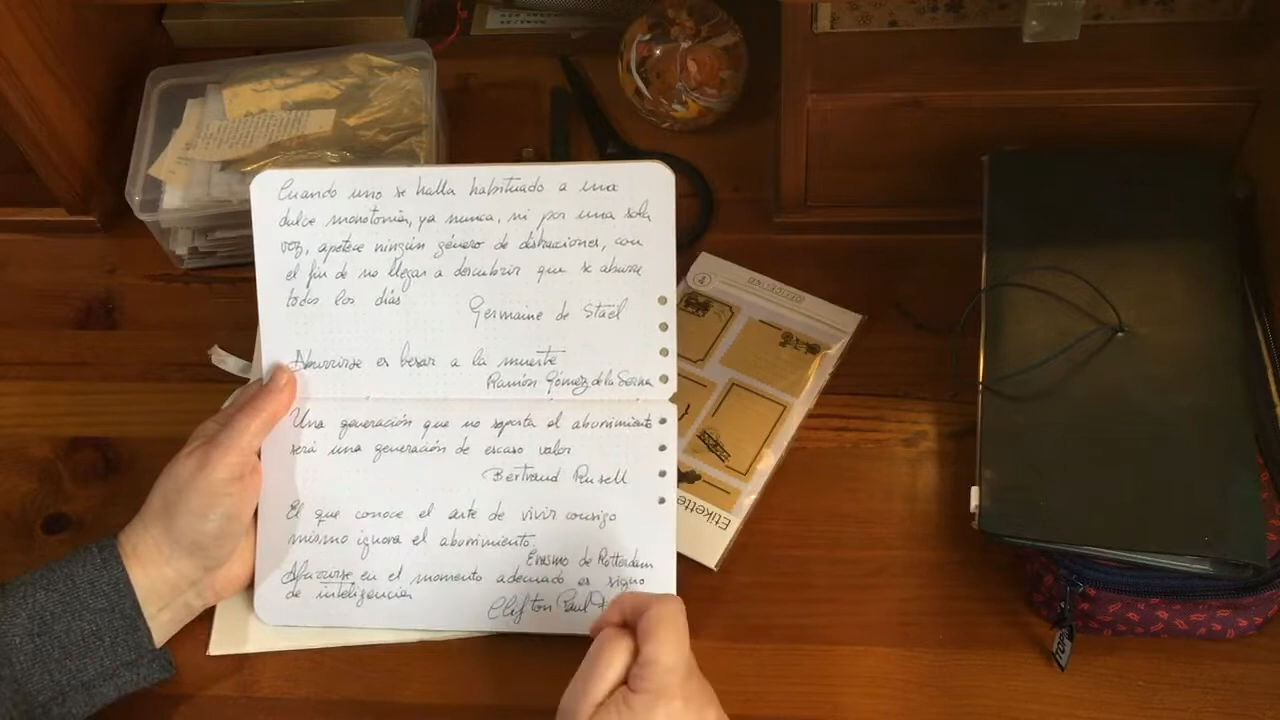 Cuando uno se halla habituado a una
dulce monotonía, ya nunca, ni por una sola
vez, apetece ningún género de distracciones, con
el fin de no llegar a descubrir que se aburre
todos los días
Germaine de Staël
Aburrirse es besar a la muerte
Ramón Gómez de la Serna
Una generación que no soporta el aburrimiento
será una generación de escaso valor
Bertrand Rusell
El que conoce el arte de vivir consigo
mismo ignora el aburrimiento.
Erasmo de Rotterdam
Aburrirse en el momento adecuado es signo
de inteligencia
Clifton Paul
4
Etikette
TOP